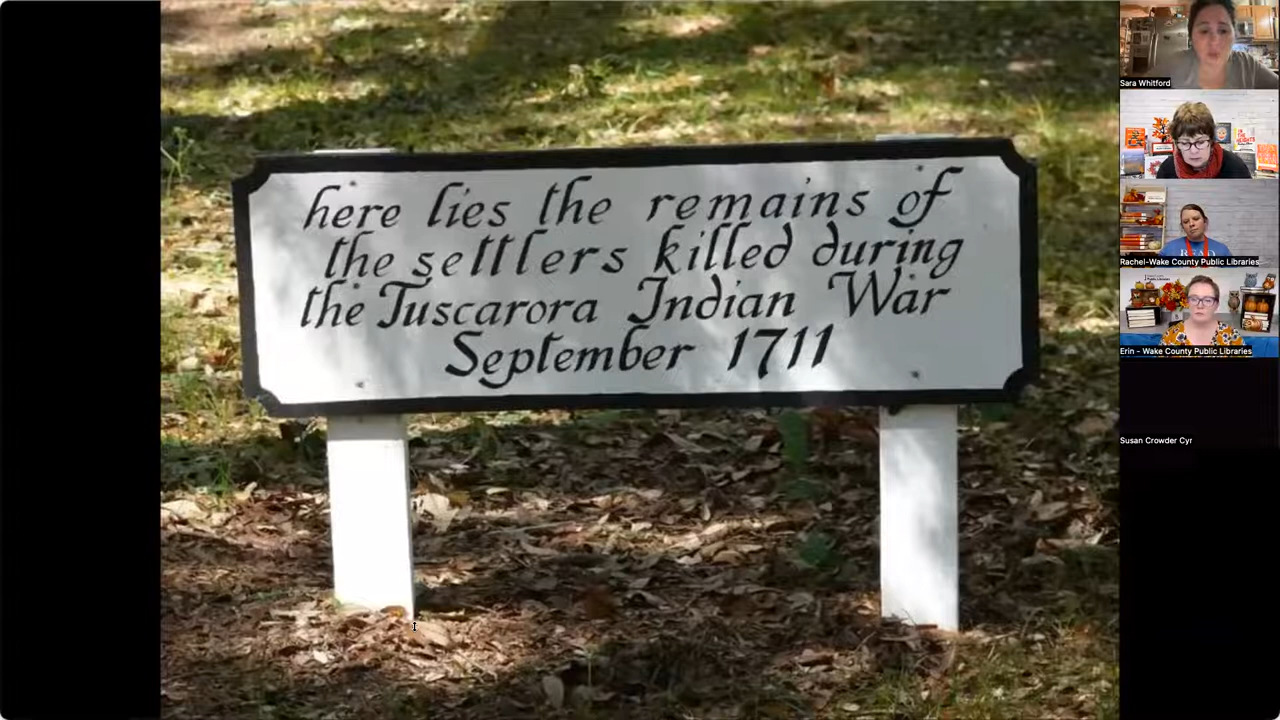 here lies the remains of
the settlers killed during
the Tuscarora Indian War
September 1711
Sara Whitford
Rachel-Wake County Public Libraries
Erin - Wake County Public Libraries
Susan Crowder Cyr
READ